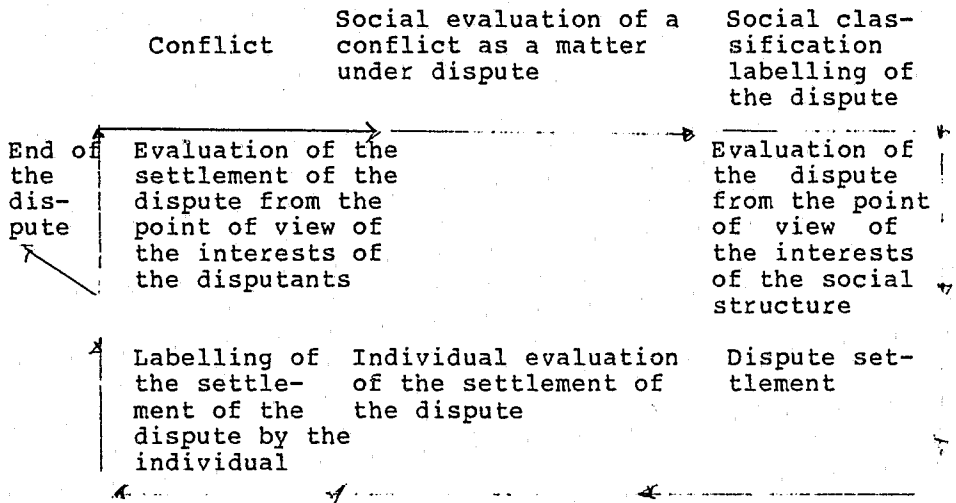 Conflict
Social evaluation of a
conflict as a matter
under dispute
Social clas-
sification
labelling of
the dispute
End of
the
dis-
pute
Evaluation of the
settlement of the
dispute from the
point of view of
the interests of
the disputants
Evaluation of
the dispute
from the point
of view of
the interests
of the social
structure
Labelling of
the settle-
ment of the
dispute by the
individual
Individual evaluation
of the settlement of
the dispute
Dispute set-
tlement